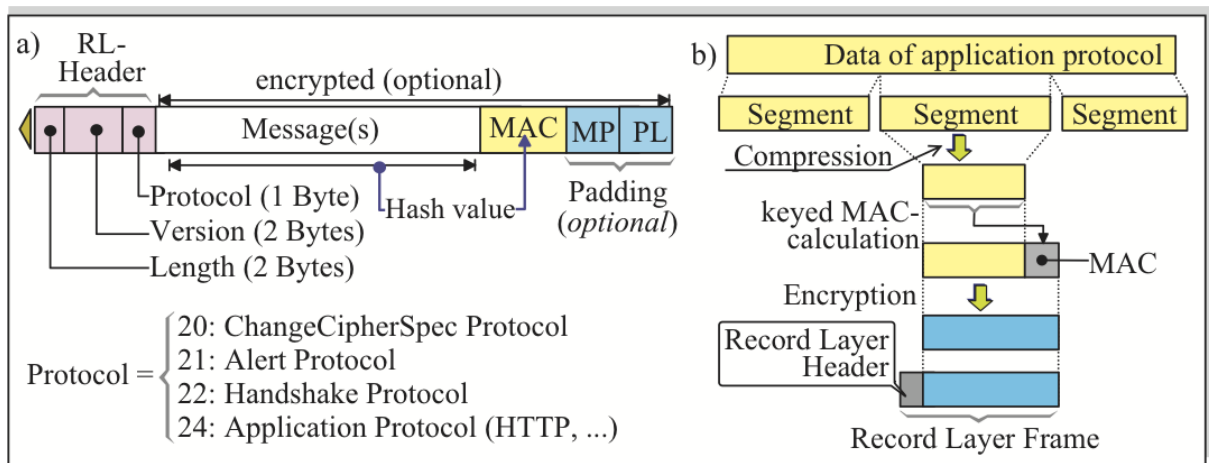 a)
RL-
Header
encrypted (optional)
Message(s)
MAC
MP
PL
Protocol (1 Byte)
Version (2 Bytes)
Length (2 Bytes)
Hash value
Padding
(optional)
Protocol =
20: ChangeCipherSpec Protocol
21: Alert Protocol
22: Handshake Protocol
24: Application Protocol (HTTP, ...)
b)
Data of application protocol
Segment
Segment
Segment
Compression
keyed MAC-
calculation
MAC
Encryption
Record Layer
Header
Record Layer Frame